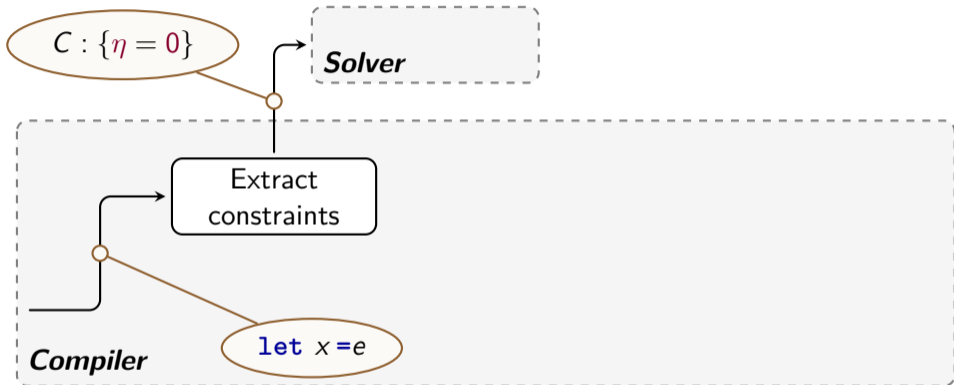 C : {η = 0}
Solver
Extract
constraints
let x =e
Compiler